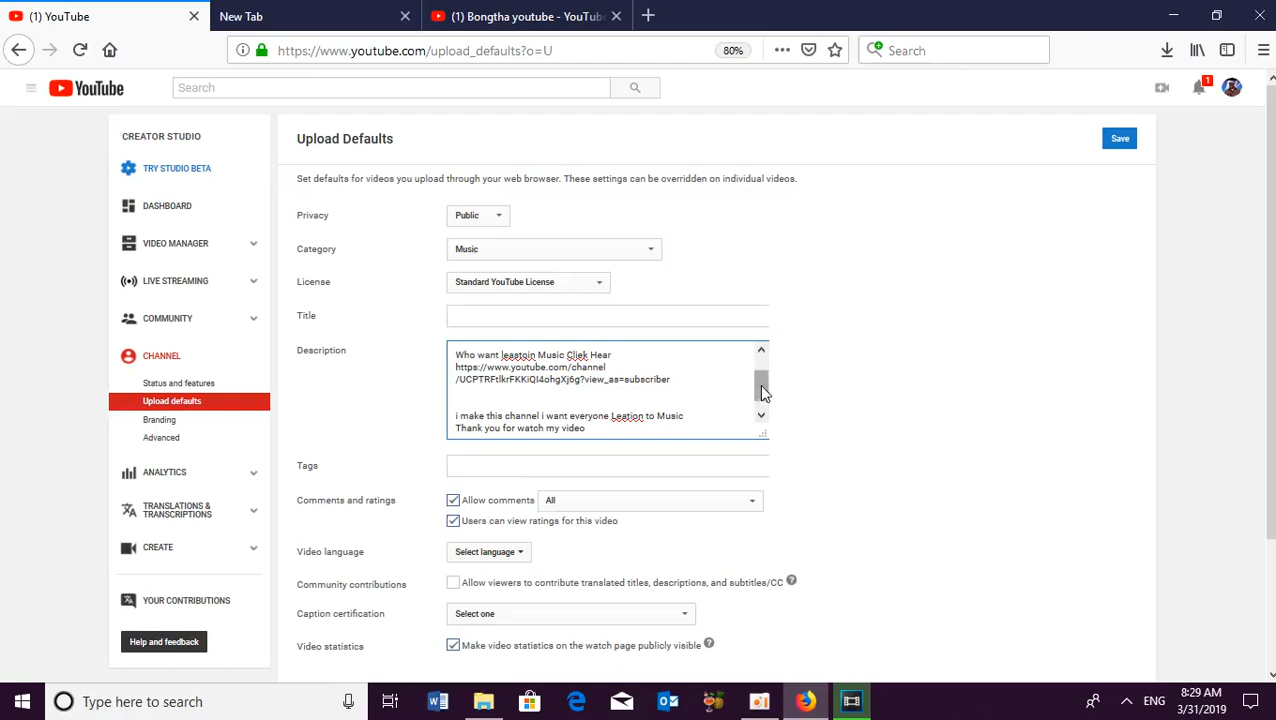 (1) YouTube
New Tab
(1) Bongtha youtube - YouTub
https://www.youtube.com/upload_defaults?o=U
80%
Search
YouTube
Search
1
CREATOR STUDIO
TRY STUDIO BETA
DASHBOARD
VIDEO MANAGER
LIVE STREAMING
COMMUNITY
CHANNEL
Status and features
Upload defaults
Branding
Advanced
ANALYTICS
TRANSLATIONS &
TRANSCRIPTIONS
CREATE
YOUR CONTRIBUTIONS
Help and feedback
Upload Defaults
Save
Set defaults for videos you upload through your web browser. These settings can be overridden on individual videos.
Privacy
Public
Category
Music
License
Standard YouTube License
Title
Description
Who want leastoin Music Cliek Hear
https://www.youtube.com/channel
/UCPTRFtlkrFKKiQI4ohgXj6g?view_as=subscriber
i make this channel i want everyone Leation to Music
Thank you for watch my video
Tags
Comments and ratings
Allow comments
All
Users can view ratings for this video
Video language
Select language
Community contributions
Allow viewers to contribute translated titles, descriptions, and subtitles/CC
?
Caption certification
Select one
Video statistics
Make video statistics on the watch page publicly visible
?
Type here to search
ENG
8:29 AM
3/31/2019